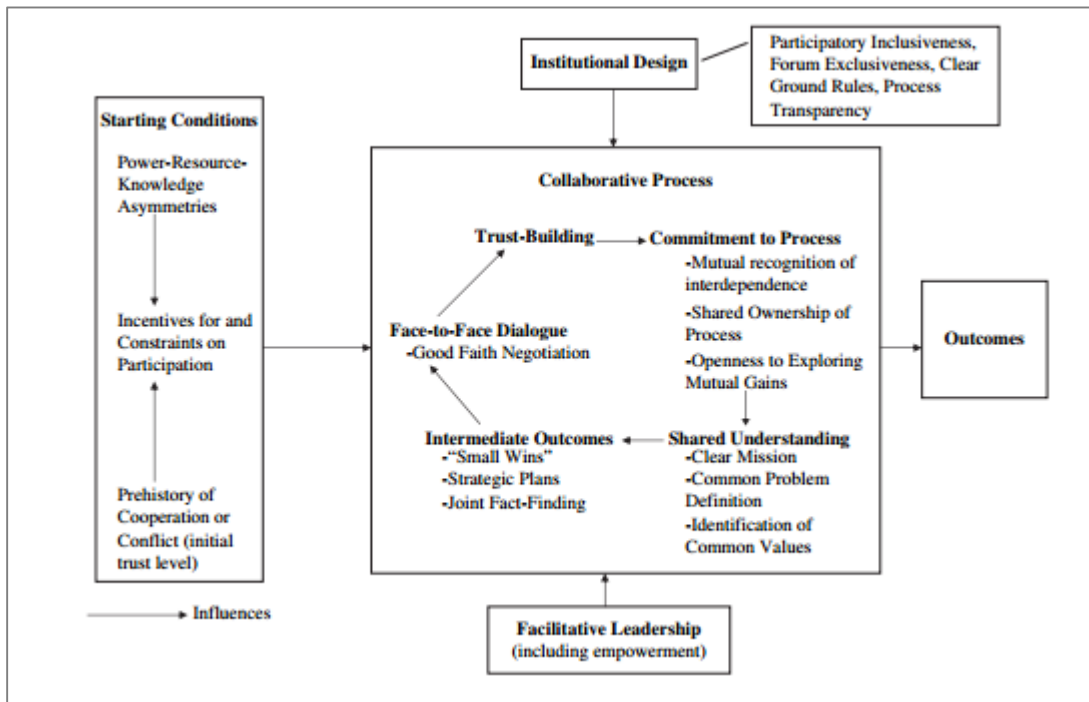 Institutional Design
Participatory Inclusiveness,
Forum Exclusiveness, Clear
Ground Rules, Process
Transparency
Starting Conditions
Power-Resource-
Knowledge
Asymmetries
Incentives for and
Constraints on
Participation
Prehistory of
Cooperation or
Conflict (initial
trust level)
Influences
Collaborative Process
Trust-Building
Commitment to Process
-Mutual recognition of
interdependence
-Shared Ownership of
Process
-Openness to Exploring
Mutual Gains
Face-to-Face Dialogue
-Good Faith Negotiation
Intermediate Outcomes
-“Small Wins”
-Strategic Plans
-Joint Fact-Finding
Shared Understanding
-Clear Mission
-Common Problem
Definition
-Identification of
Common Values
Outcomes
Facilitative Leadership
(including empowerment)